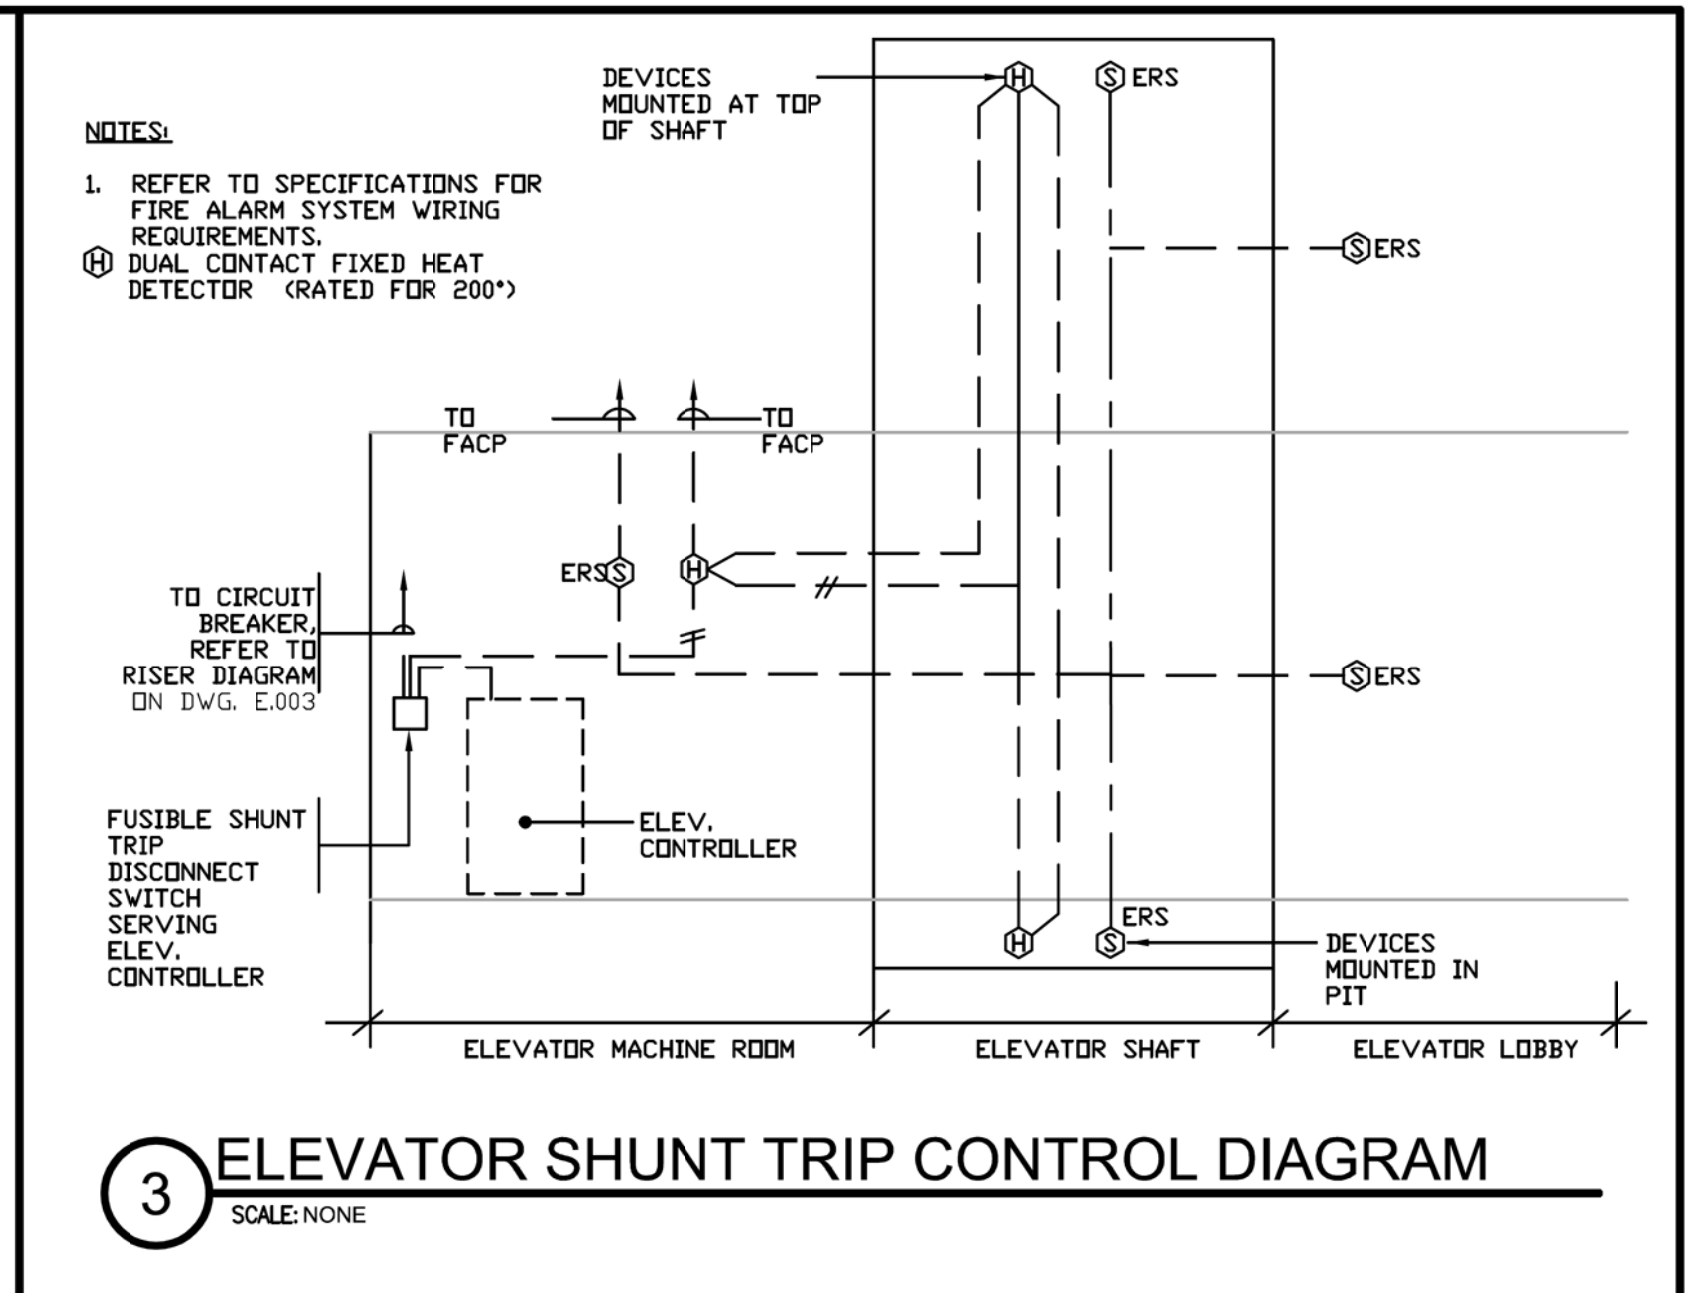 DEVICES
MOUNTED AT TOP
OF SHAFT
H
S ERS
NOTES:
1. REFER TO SPECIFICATIONS FOR
FIRE ALARM SYSTEM WIRING
REQUIREMENTS.
H DUAL CONTACT FIXED HEAT
DETECTOR (RATED FOR 200°)
S ERS
TO
FACP
TO
FACP
ERS S
H
TO CIRCUIT
BREAKER,
REFER TO
RISER DIAGRAM
ON DWG. E.003
S ERS
FUSIBLE SHUNT
TRIP
DISCONNECT
SWITCH
SERVING
ELEV.
CONTROLLER
ELEV.
CONTROLLER
H
S
ERS
DEVICES
MOUNTED IN
PIT
ELEVATOR MACHINE ROOM
ELEVATOR SHAFT
ELEVATOR LOBBY
3
ELEVATOR SHUNT TRIP CONTROL DIAGRAM
SCALE: NONE